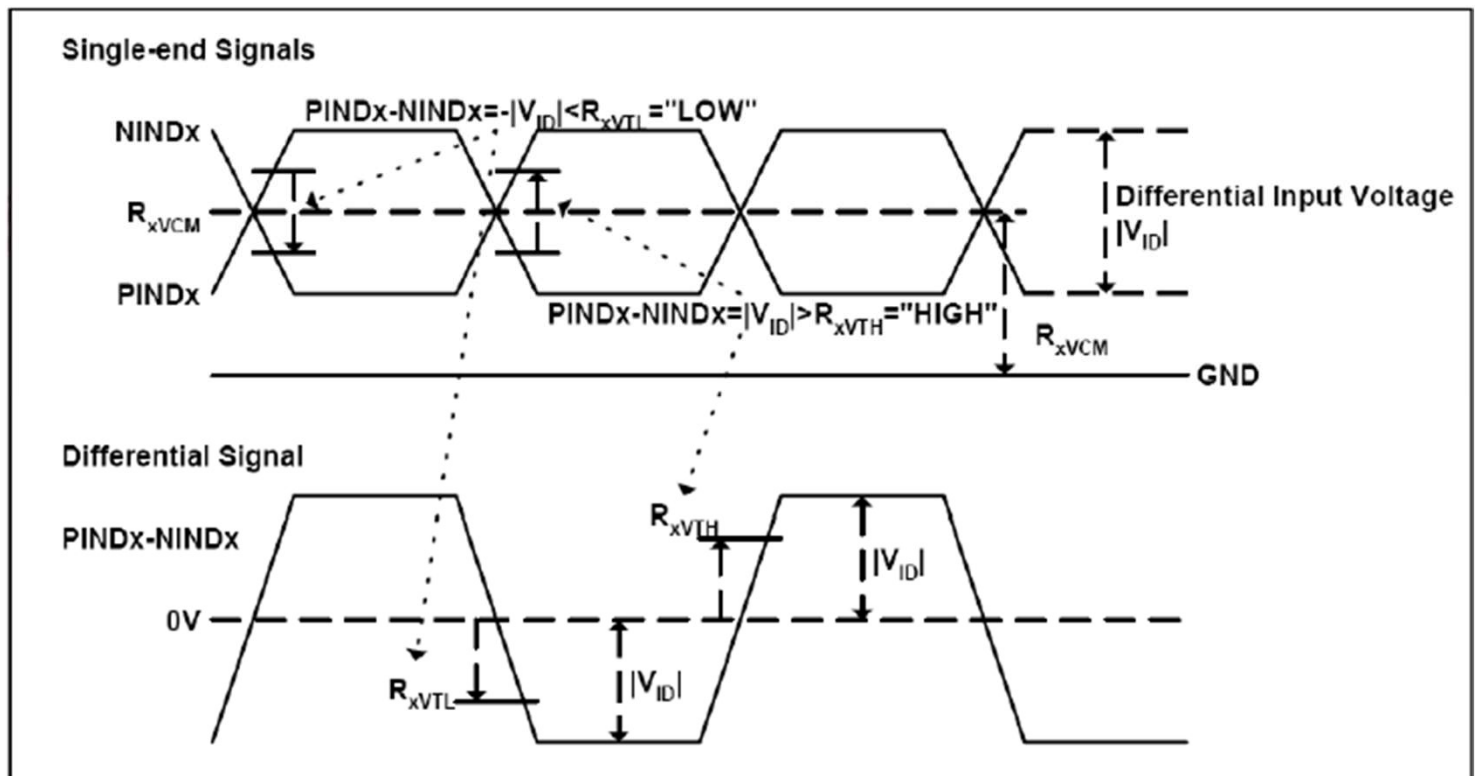 Single-end Signals
PINDx-NINDx=-|VID|<RxVTL="LOW"
NINDx
RxVCM
Differential Input Voltage
|VID|
PINDx
PINDx-NINDx=|VID|>RxVTH="HIGH"
RxVCM
GND
Differential Signal
RxVTH
PINDx-NINDx
|VID|
0V
RxVTL
|VID|